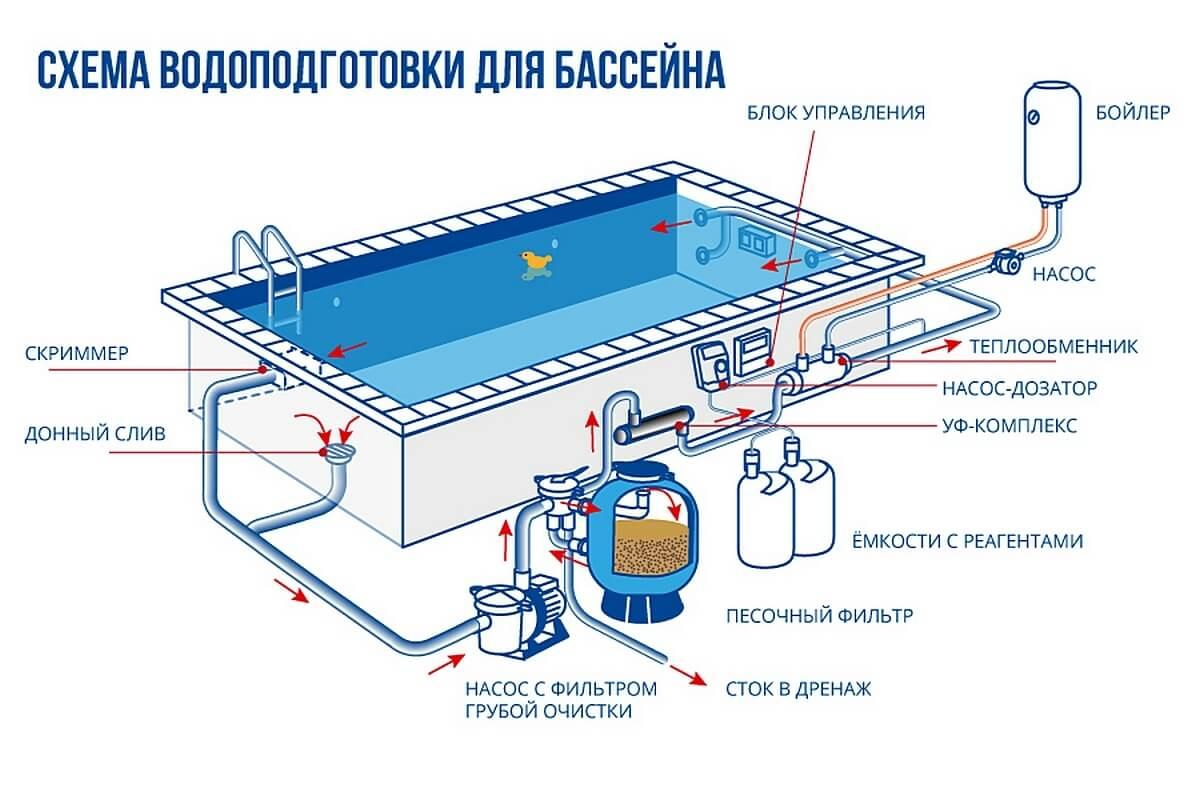 СХЕМА ВОДОПОДГОТОВКИ ДЛЯ БАССЕЙНА
БЛОК УПРАВЛЕНИЯ
БОЙЛЕР
НАСОС
СКРИММЕР
ТЕПЛООБМЕННИК
НАСОС-ДОЗАТОР
ДОННЫЙ СЛИВ
УФ-КОМПЛЕКС
ЁМКОСТИ С РЕАГЕНТАМИ
ПЕСОЧНЫЙ ФИЛЬТР
НАСОС С ФИЛЬТРОМ
ГРУБОЙ ОЧИСТКИ
СТОК В ДРЕНАЖ